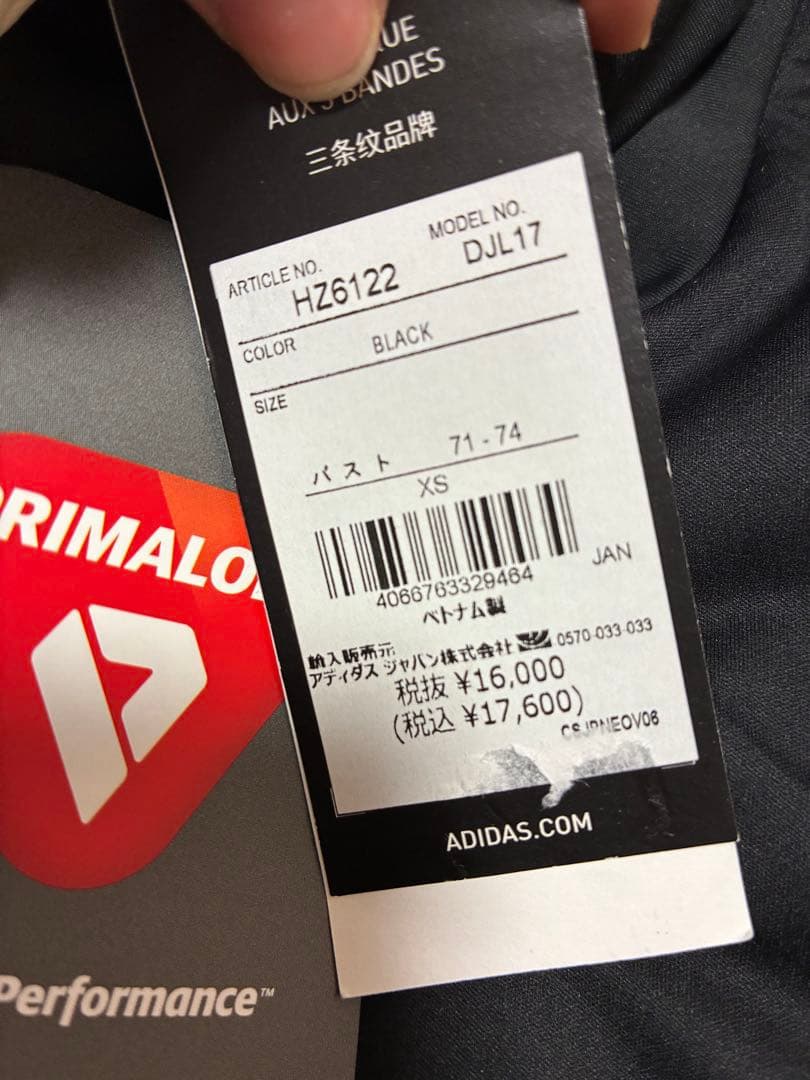 AUX 3 BANDES
三条纹品牌
ARTICLE NO.
MODEL NO.
HZ6122
DJL17
COLOR
BLACK
SIZE
バスト
71 - 74
XS
JAN
4066763329464
ベトナム製
輸入販売元
アディダス ジャパン株式会社
0570-033-033
税抜 ¥16,000
(税込 ¥17,600)
CSJPNEOV08
ADIDAS.COM
Performance™